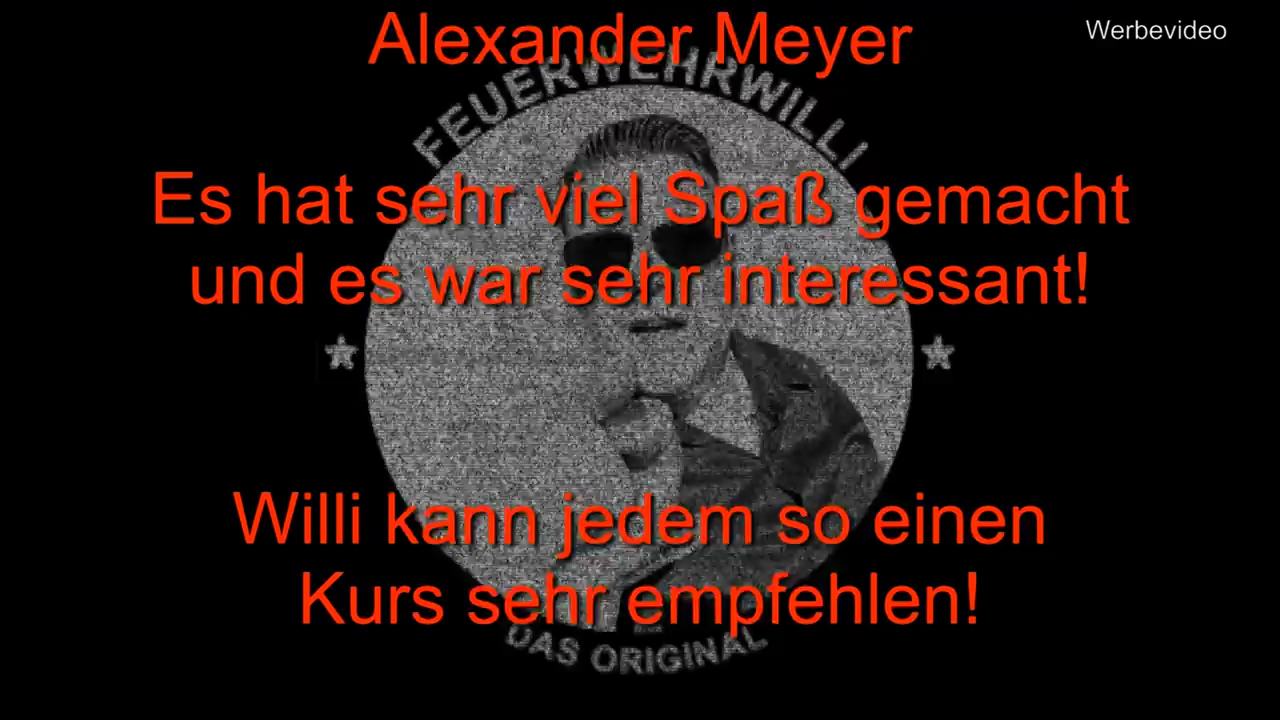 Alexander Meyer
Werbevideo
FEUERWEHRWILLI
Es hat sehr viel Spaß gemacht
und es war sehr interessant!
Willi kann jedem so einen
Kurs sehr empfehlen!
DAS ORIGINAL